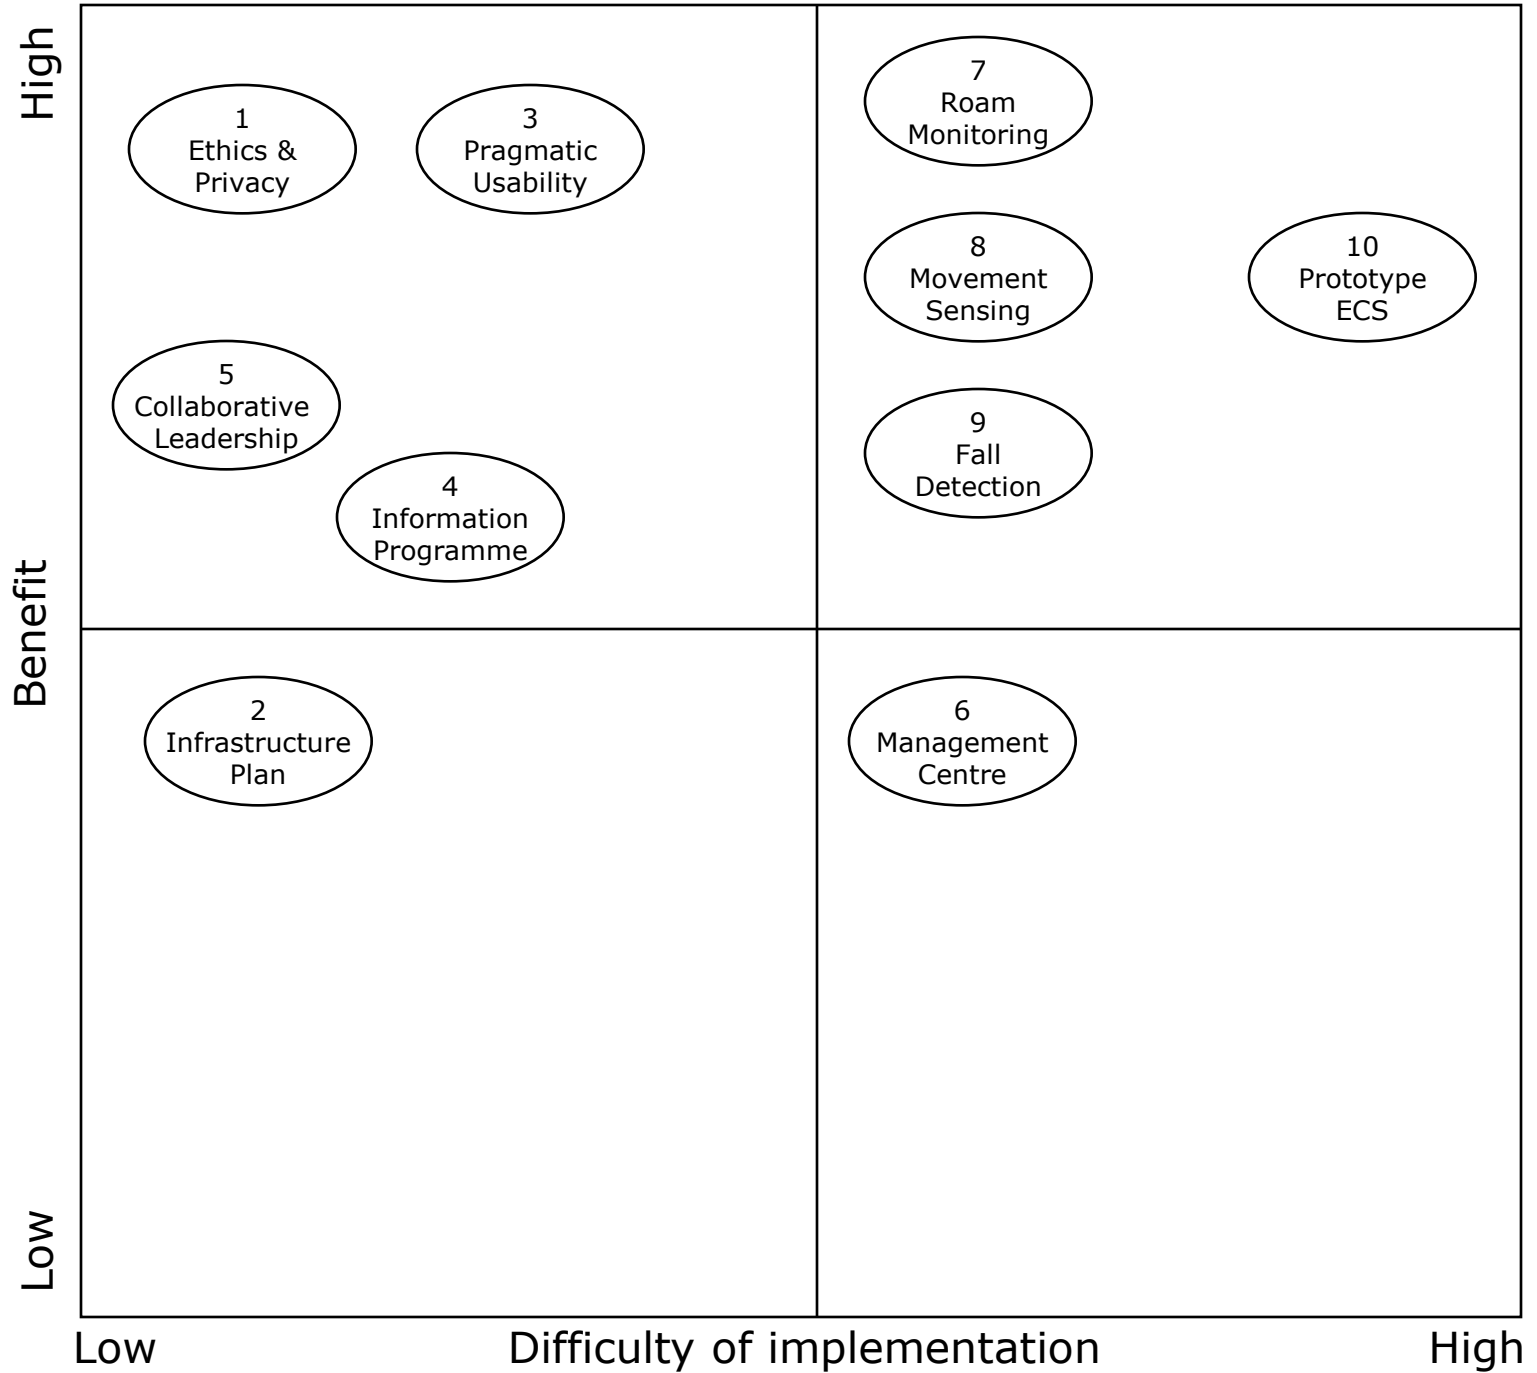 High
Benefit
Low
1
Ethics &
Privacy
3
Pragmatic
Usability
5
Collaborative
Leadership
4
Information
Programme
7
Roam
Monitoring
8
Movement
Sensing
10
Prototype
ECS
9
Fall
Detection
2
Infrastructure
Plan
6
Management
Centre
Low
Difficulty of implementation
High